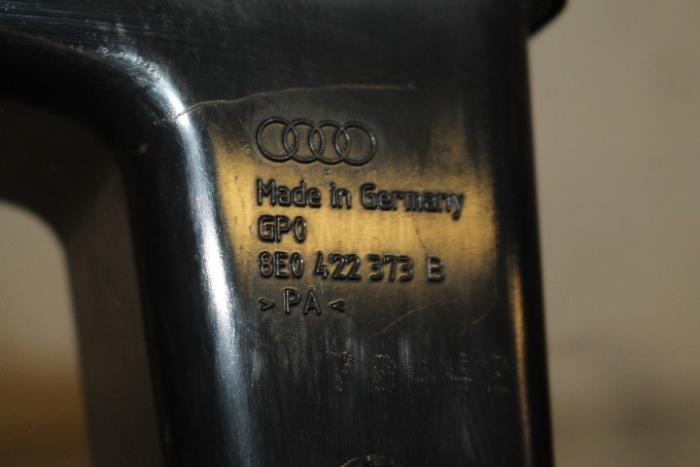 Made in Germany
GP0
8E0 422 373 B
> PA <